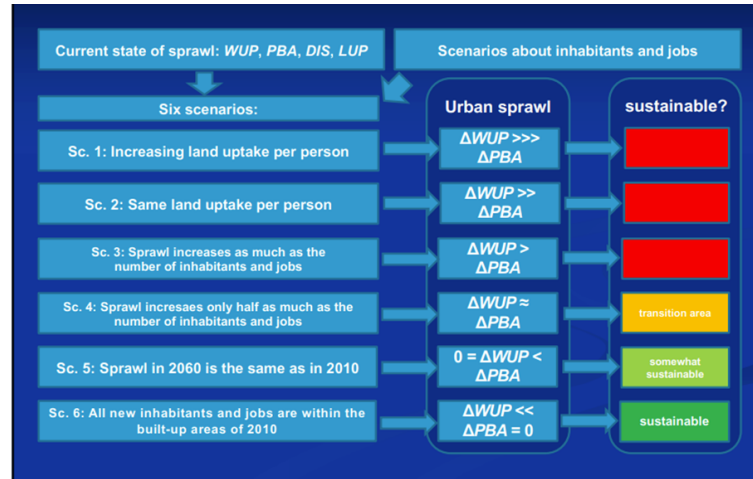 Current state of sprawl: WUP, PBA, DIS, LUP
Scenarios about inhabitants and jobs
Six scenarios:
Urban sprawl
sustainable?
Sc. 1: Increasing land uptake per person
ΔWUP >>>
ΔPBA
Sc. 2: Same land uptake per person
ΔWUP >>
ΔPBA
Sc. 3: Sprawl increases as much as the
number of inhabitants and jobs
ΔWUP >
ΔPBA
Sc. 4: Sprawl incresaes only half as much as the
number of inhabitants and jobs
ΔWUP ≈
ΔPBA
transition area
Sc. 5: Sprawl in 2060 is the same as in 2010
0 = ΔWUP <
ΔPBA
somewhat
sustainable
Sc. 6: All new inhabitants and jobs are within the
built-up areas of 2010
ΔWUP <<
ΔPBA = 0
sustainable